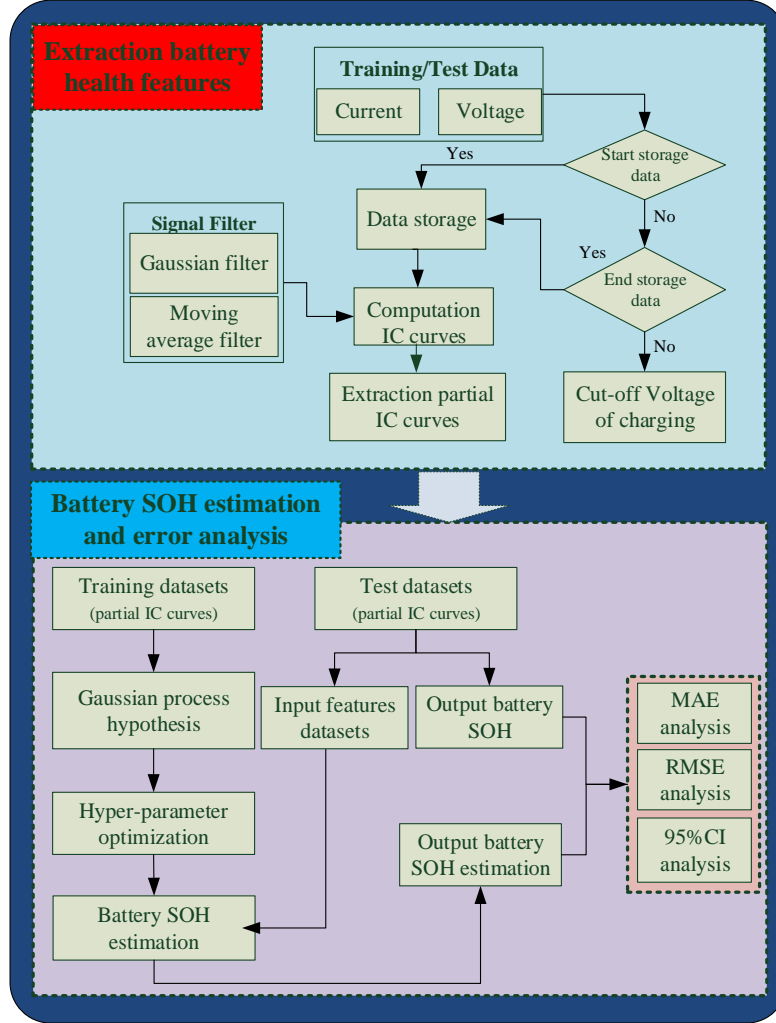 Extraction battery
health features
Training/Test Data
Current
Voltage
Start storage
data
Yes
No
Data storage
Signal Filter
Gaussian filter
Moving
average filter
Yes
End storage
data
Computation
IC curves
No
Extraction partial
IC curves
Cut-off Voltage
of charging
Battery SOH estimation
and error analysis
Training datasets
(partial IC curves)
Test datasets
(partial IC curves)
Gaussian process
hypothesis
Input features
datasets
Output battery
SOH
MAE
analysis
RMSE
analysis
95%CI
analysis
Hyper-parameter
optimization
Output battery
SOH estimation
Battery SOH
estimation